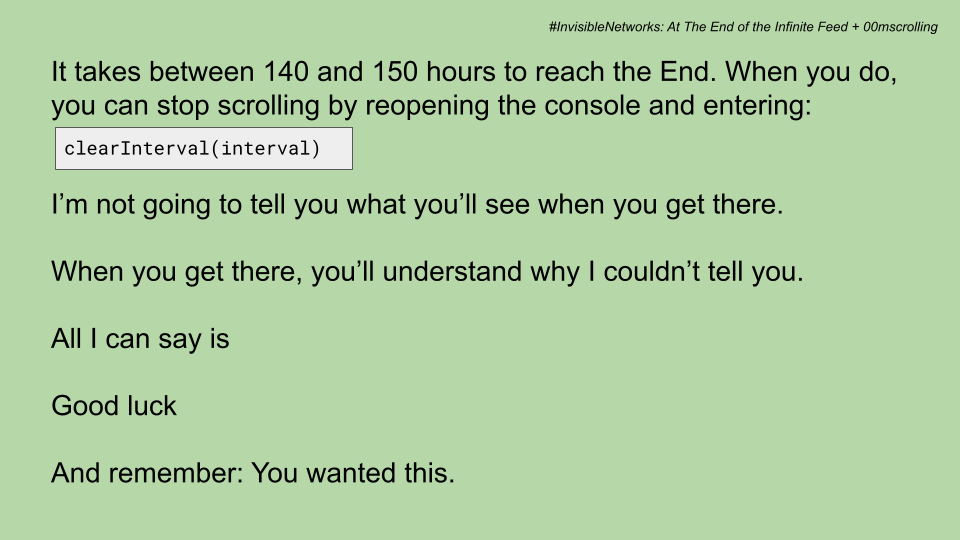 #InvisibleNetworks: At The End of the Infinite Feed + 00mscrolling
It takes between 140 and 150 hours to reach the End. When you do,
you can stop scrolling by reopening the console and entering:
clearInterval(interval)
I’m not going to tell you what you’ll see when you get there.
When you get there, you’ll understand why I couldn’t tell you.
All I can say is
Good luck
And remember: You wanted this.